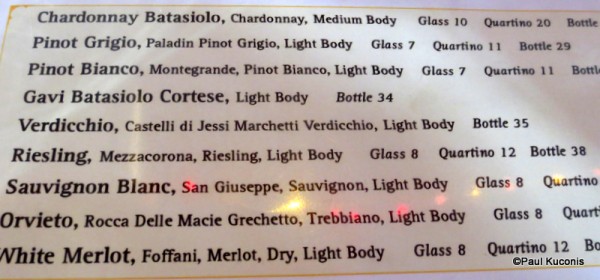 Chardonnay Batasiolo, Chardonnay, Medium Body Glass 10 Quartino 20 Bottle
Pinot Grigio, Paladin Pinot Grigio, Light Body Glass 7 Quartino 11 Bottle 29
Pinot Bianco, Montegrande, Pinot Bianco, Light Body Glass 7 Quartino 11
Gavi Batasiolo Cortese, Light Body Bottle 34
Verdicchio, Castelli di Jessi Marchetti Verdicchio, Light Body Bottle 35
Riesling, Mezzacorona, Riesling, Light Body Glass 8 Quartino 12 Bottle 38
Sauvignon Blanc, San Giuseppe, Sauvignon, Light Body Glass 8 Quartino
Orvieto, Rocca Delle Macie Grechetto, Trebbiano, Light Body Glass 8
White Merlot, Foffani, Merlot, Dry, Light Body Glass 8 Quartino 12
©Paul Kuconis